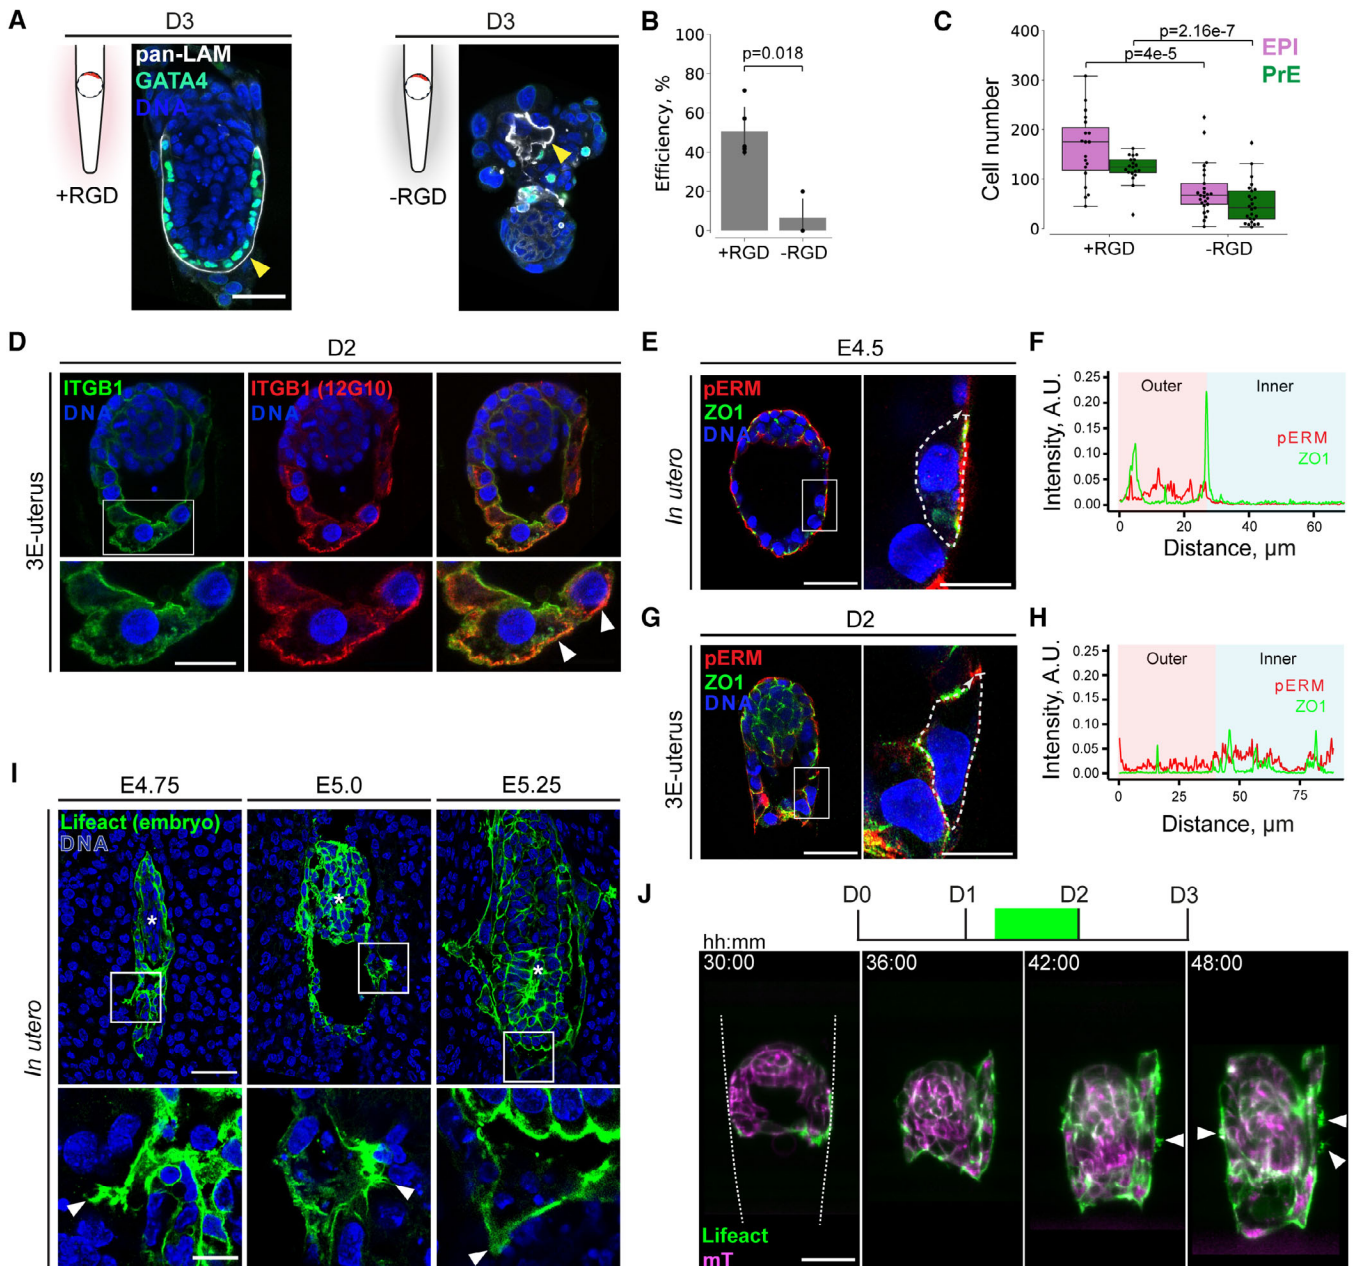 A
D3
D3
pan-LAM
GATA4
DNA
+RGD
-RGD
B
Efficiency, %
100
80
60
40
20
0
p=0.018
+RGD
-RGD
C
Cell number
400
300
200
100
0
p=2.16e-7
p=4e-5
EPI
PrE
+RGD
-RGD
D
D2
3E-uterus
ITGB1
DNA
ITGB1 (12G10)
DNA
E
E4.5
In utero
pERM
ZO1
DNA
F
Intensity, A.U.
0.25
0.20
0.15
0.10
0.05
0.00
Outer
Inner
pERM
ZO1
0
20
40
60
Distance, µm
G
D2
3E-uterus
pERM
ZO1
DNA
H
Intensity, A.U.
0.25
0.20
0.15
0.10
0.05
0.00
Outer
Inner
pERM
ZO1
0
25
50
75
Distance, µm
I
E4.75
E5.0
E5.25
In utero
Lifeact (embryo)
DNA
*
*
*
J
D0
D1
D2
D3
hh:mm
30:00
36:00
42:00
48:00
Lifeact
mT